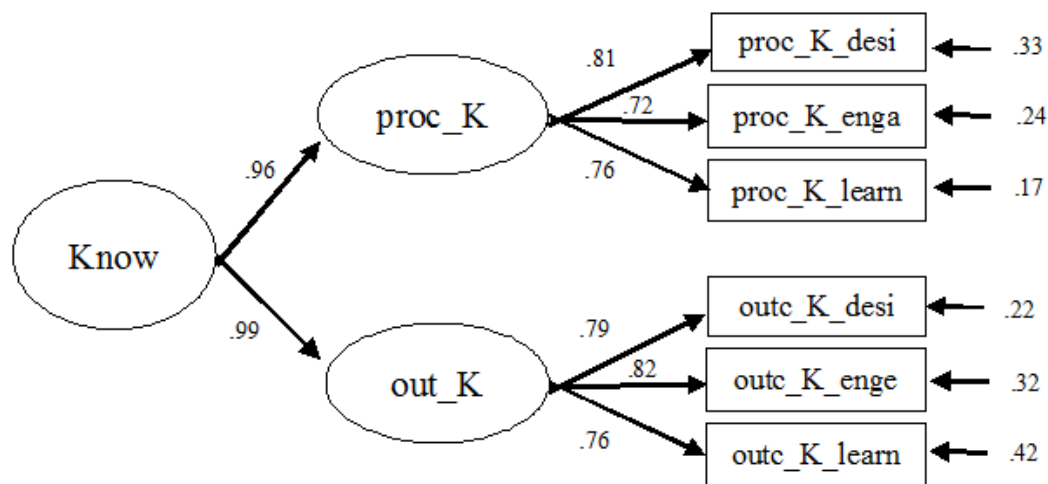 proc_K_desi
.33
.81
proc_K
.72
proc_K_enga
.24
.96
.76
proc_K_learn
.17
Know
.99
outc_K_desi
.22
.79
out_K
.82
outc_K_enge
.32
.76
outc_K_learn
.42